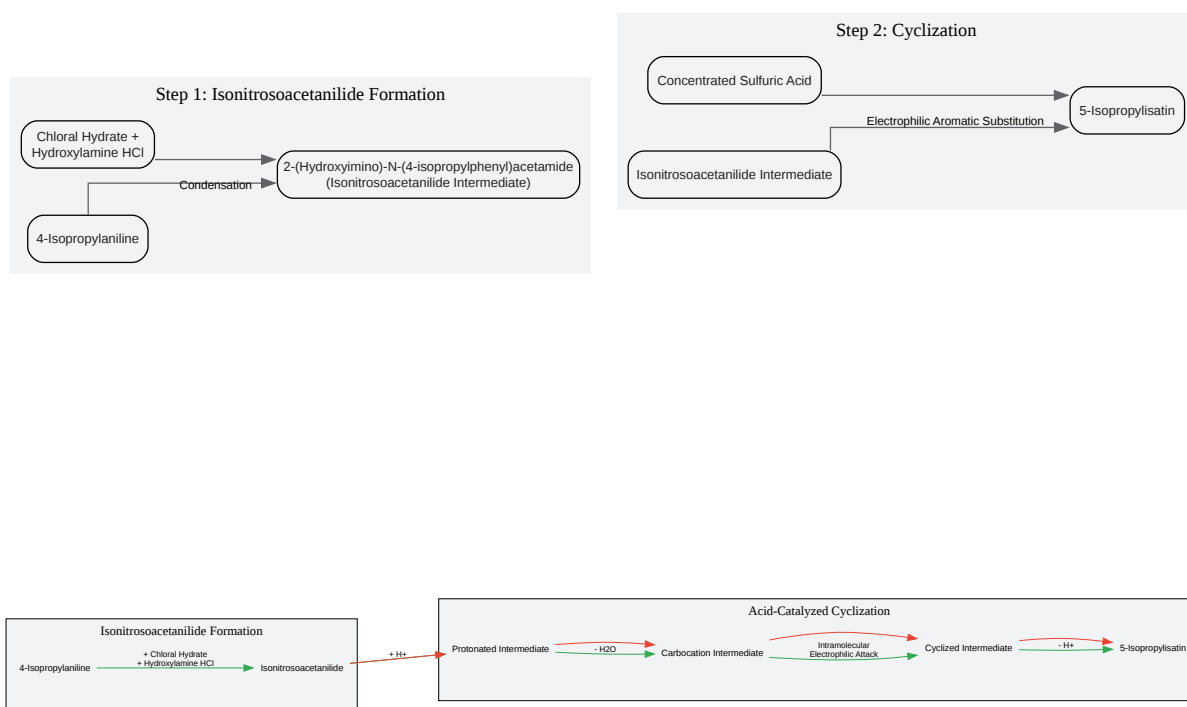 Step 1: Isonitrosoacetanilide Formation
Chloral Hydrate +
Hydroxylamine HCl
2-(Hydroxyimino)-N-(4-isopropylphenyl)acetamide
(Isonitrosoacetanilide Intermediate)
Condensation
4-Isopropylaniline
Step 2: Cyclization
Concentrated Sulfuric Acid
5-Isopropylisatin
Electrophilic Aromatic Substitution
Isonitrosoacetanilide Intermediate
Isonitrosoacetanilide Formation
4-Isopropylaniline
+ Chloral Hydrate
+ Hydroxylamine HCl
Isonitrosoacetanilide
+ H+
Acid-Catalyzed Cyclization
Protonated Intermediate
- H2O
Carbocation Intermediate
Intramolecular
Electrophilic Attack
Cyclized Intermediate
- H+
5-Isopropylisatin